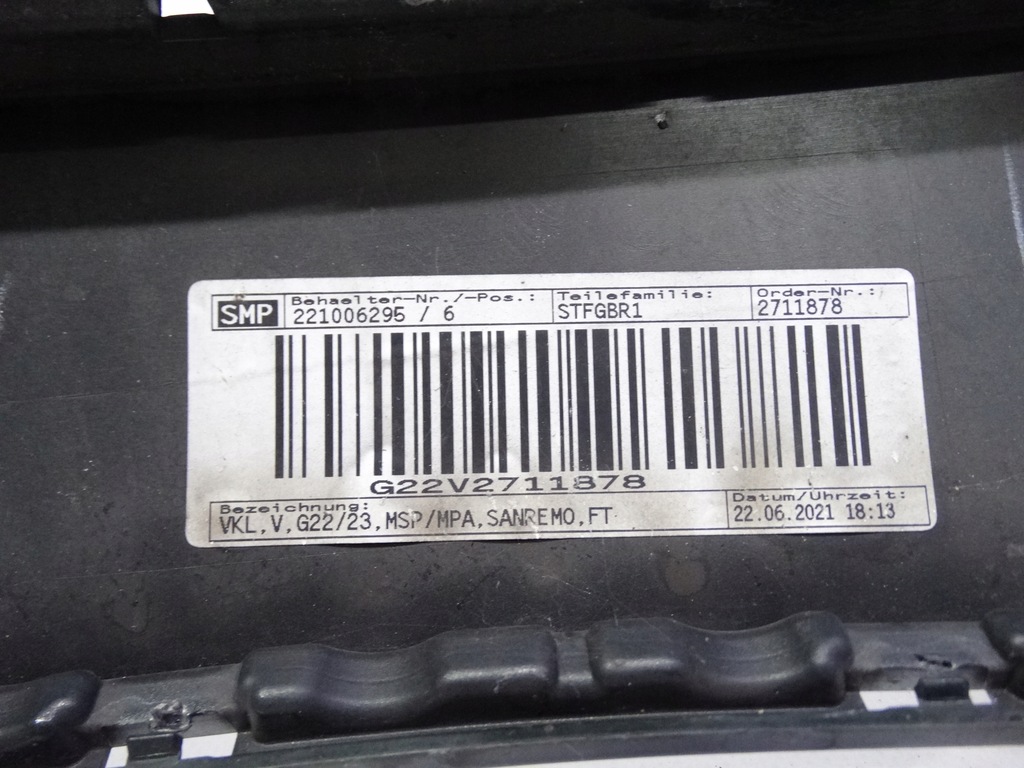 SMP Behaelter-Nr./-Pos.: Teilefamilie: Order-Nr.:
221006295 / 6 STFGBR1 2711878
G22V2711878
Bezeichnung: Datum/Uhrzeit:
VKL,V,G22/23,MSP/MPA,SANREMO,FT 22.06.2021 18:13